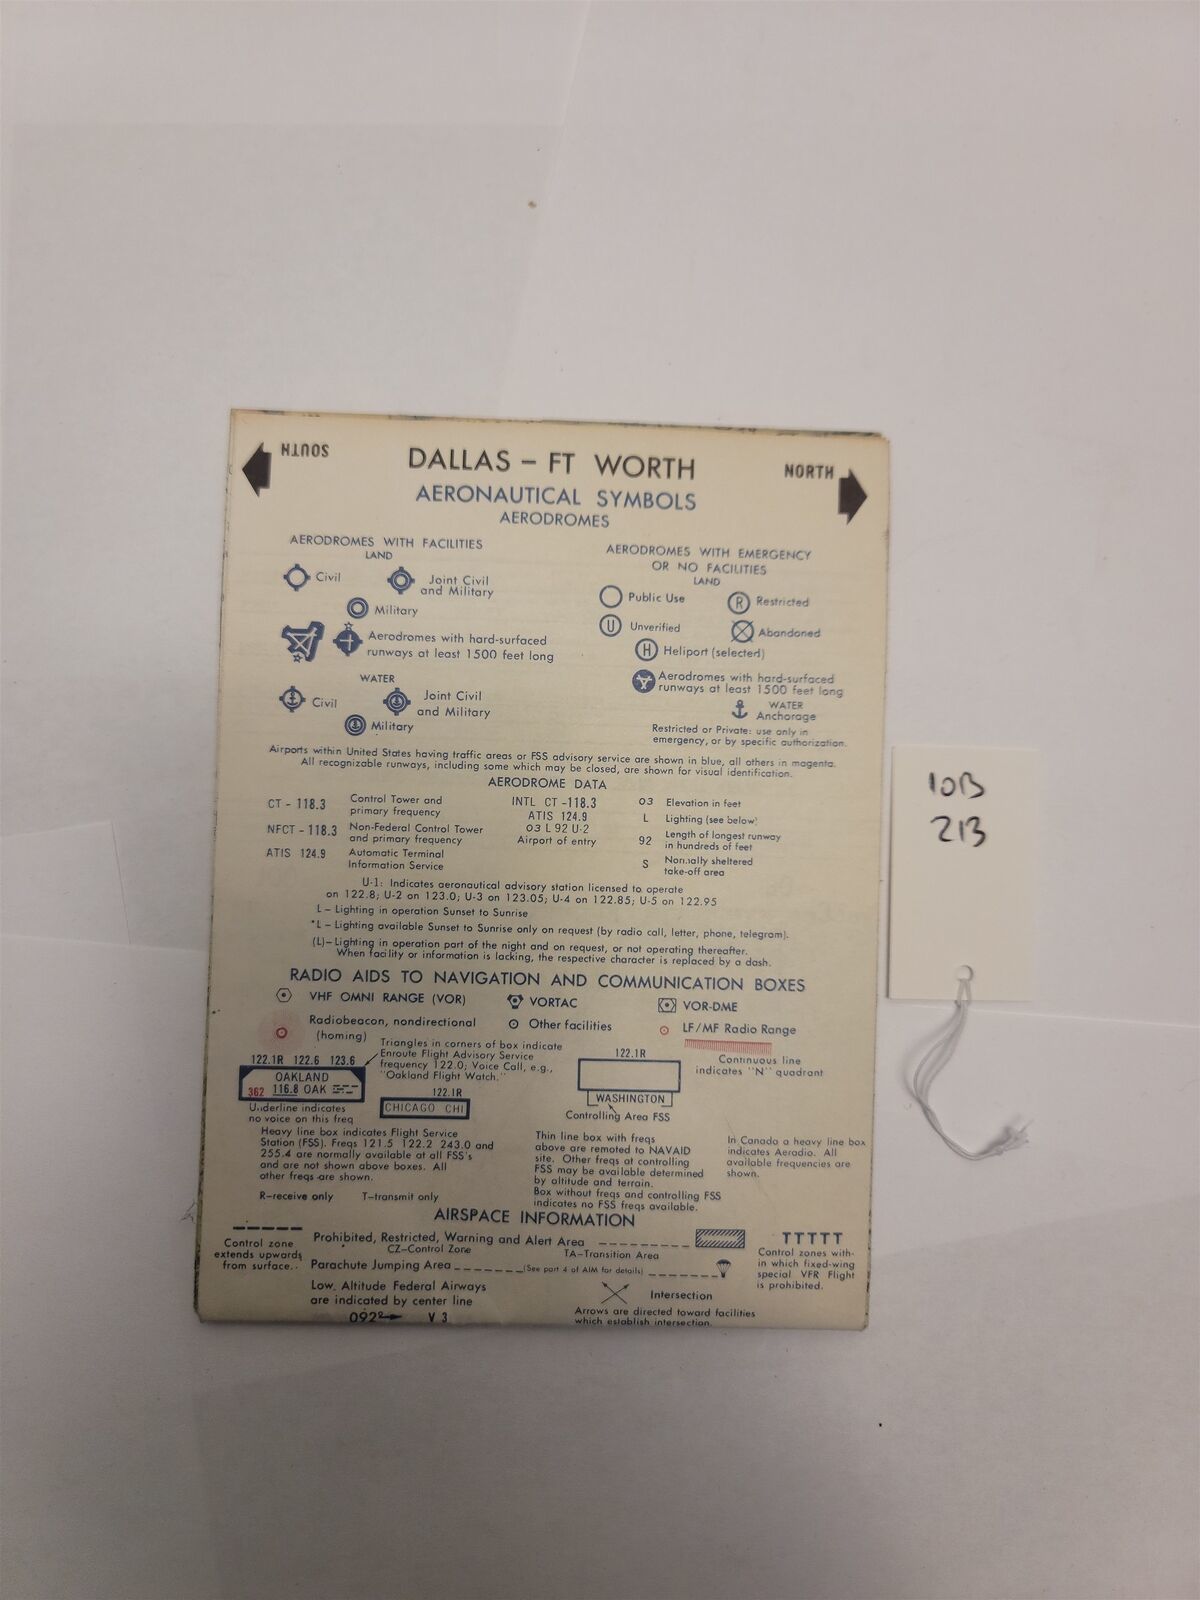 SOUTH
DALLAS – FT WORTH
NORTH
AERONAUTICAL SYMBOLS
AERODROMES
AERODROMES WITH FACILITIES
LAND
Civil
Joint Civil
and Military
Military
Aerodromes with hard-surfaced
runways at least 1500 feet long
WATER
Civil
Joint Civil
and Military
Military
AERODROMES WITH EMERGENCY
OR NO FACILITIES
LAND
Public Use
R Restricted
U Unverified
Abandoned
H Heliport (selected)
Aerodromes with hard-surfaced
runways at least 1500 feet long
WATER
Anchorage
Restricted or Private: use only in
emergency, or by specific authorization.
Airports within United States having traffic areas or FSS advisory service are shown in blue, all others in magenta.
All recognizable runways, including some which may be closed, are shown for visual identification.
AERODROME DATA
CT - 118.3 Control Tower and
primary frequency
NFCT - 118.3 Non-Federal Control Tower
and primary frequency
ATIS 124.9 Automatic Terminal
Information Service
INTL CT -118.3
ATIS 124.9
03 L 92 U-2
Airport of entry
03 Elevation in feet
L Lighting (see below)
92 Length of longest runway
in hundreds of feet
S Normally sheltered
take-off area
U-1: Indicates aeronautical advisory station licensed to operate
on 122.8; U-2 on 123.0; U-3 on 123.05; U-4 on 122.85; U-5 on 122.95
L – Lighting in operation Sunset to Sunrise
*L – Lighting available Sunset to Sunrise only on request (by radio call, letter, phone, telegram).
(L)– Lighting in operation part of the night and on request, or not operating thereafter.
When facility or information is lacking, the respective character is replaced by a dash.
RADIO AIDS TO NAVIGATION AND COMMUNICATION BOXES
VHF OMNI RANGE (VOR)
VORTAC
VOR-DME
Radiobeacon, nondirectional
(homing)
Other facilities
LF/MF Radio Range
Continuous line
indicates "N" quadrant
122.1R 122.6 123.6
OAKLAND
362 116.8 OAK
Underline indicates
no voice on this freq
Triangles in corners of box indicate
Enroute Flight Advisory Service
frequency 122.0; Voice Call, e.g.,
"Oakland Flight Watch."
122.1R
CHICAGO CHI
122.1R
WASHINGTON
Controlling Area FSS
Heavy line box indicates Flight Service
Station (FSS). Freqs 121.5 122.2 243.0 and
255.4 are normally available at all FSS's
and are not shown above boxes. All
other freqs are shown.
R–receive only T–transmit only
Thin line box with freqs
above are remoted to NAVAID
site. Other freqs at controlling
FSS may be available determined
by altitude and terrain.
Box without freqs and controlling FSS
indicates no FSS freqs available.
In Canada a heavy line box
indicates Aeradio. All
available frequencies are
shown.
AIRSPACE INFORMATION
Control zone
extends upwards
from surface.
Prohibited, Restricted, Warning and Alert Area
CZ–Control Zone
TA–Transition Area
Parachute Jumping Area (See part 4 of AIM for details)
Low Altitude Federal Airways
are indicated by center line
092° V 3
Intersection
Arrows are directed toward facilities
which establish intersection.
TTTTT
Control zones with-
in which fixed-wing
special VFR Flight
is prohibited.
10B
21B